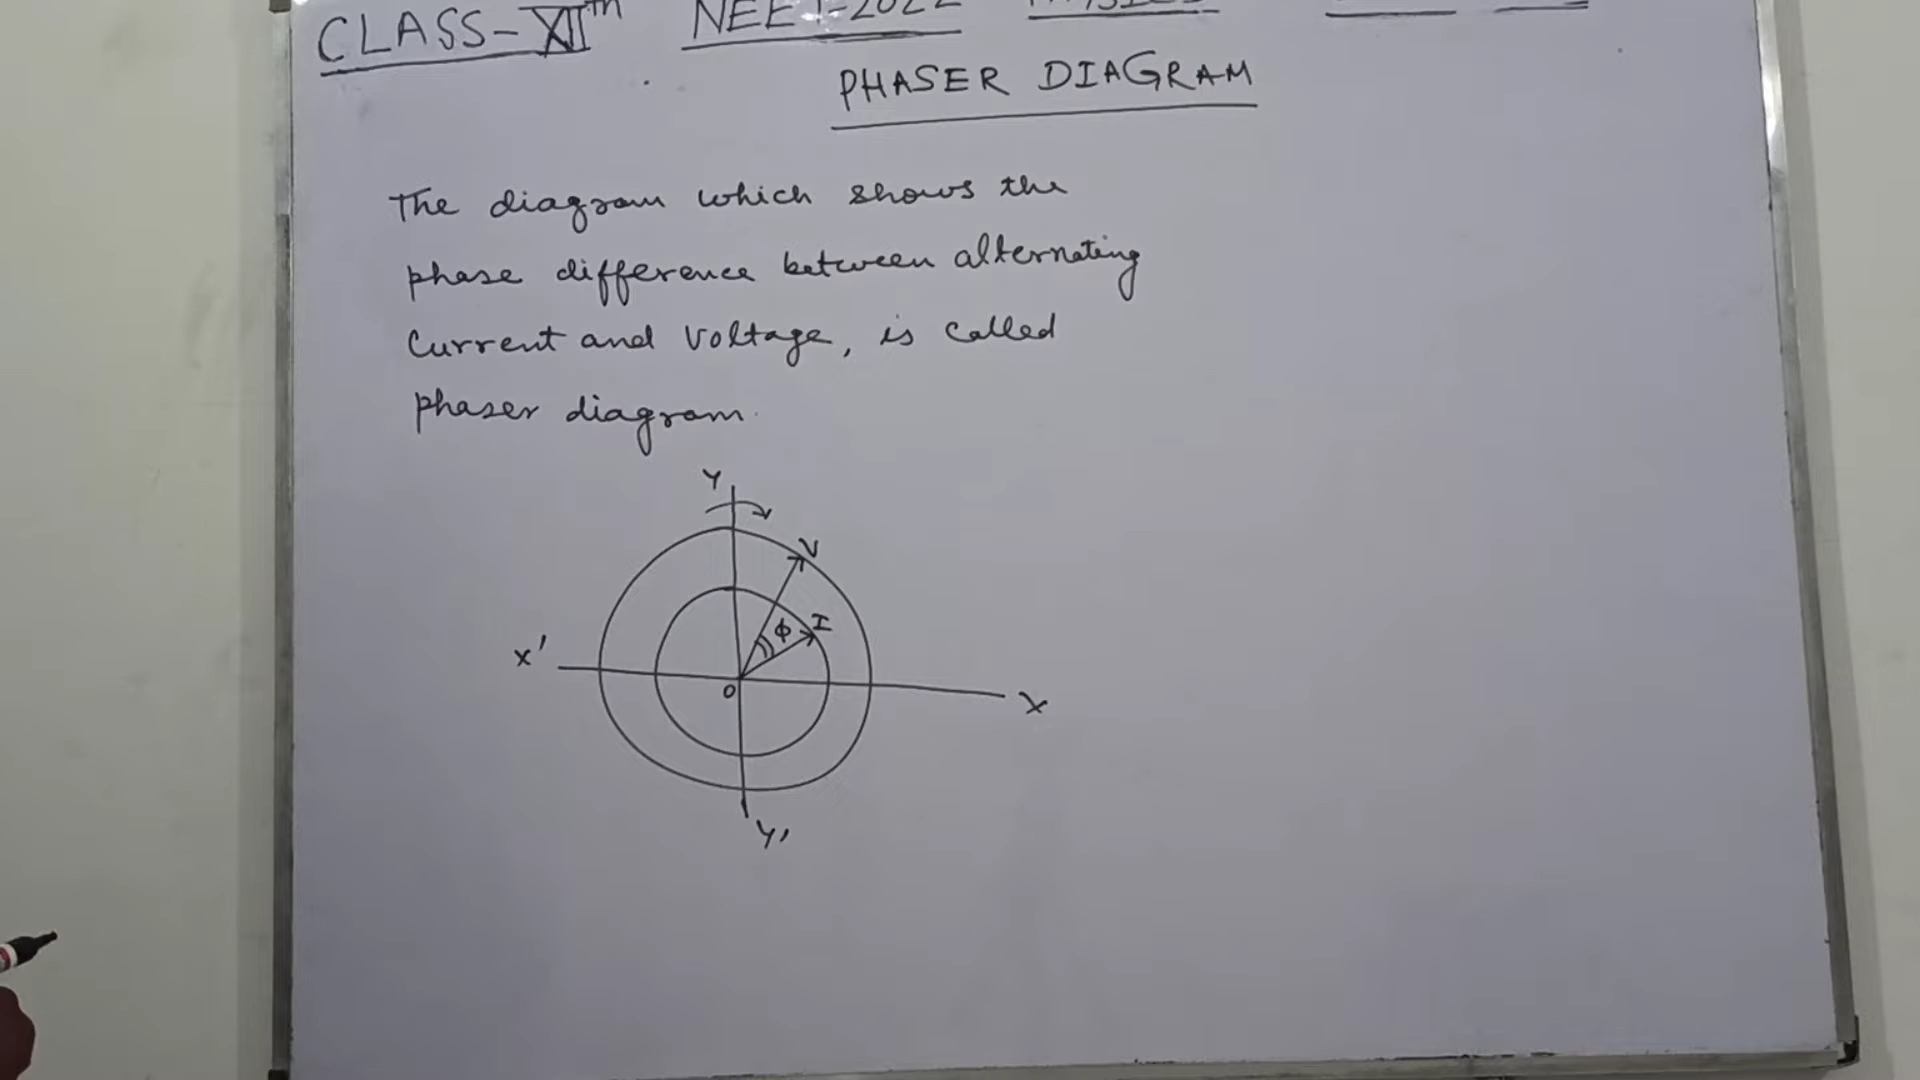 CLASS-XIIth NEET-2022 PHYSICS
PHASER DIAGRAM
The diagram which shows the
phase difference between alternating
Current and Voltage, is called
phaser diagram.
Y
V
I
φ
X'
O
X
Y'